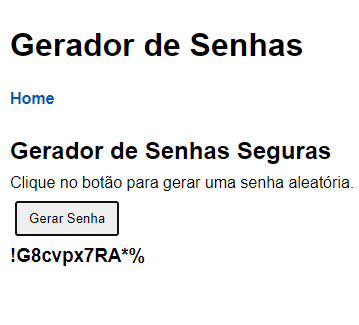 Gerador de Senhas
Home
Gerador de Senhas Seguras
Clique no botão para gerar uma senha aleatória.
Gerar Senha
!G8cvpx7RA*%